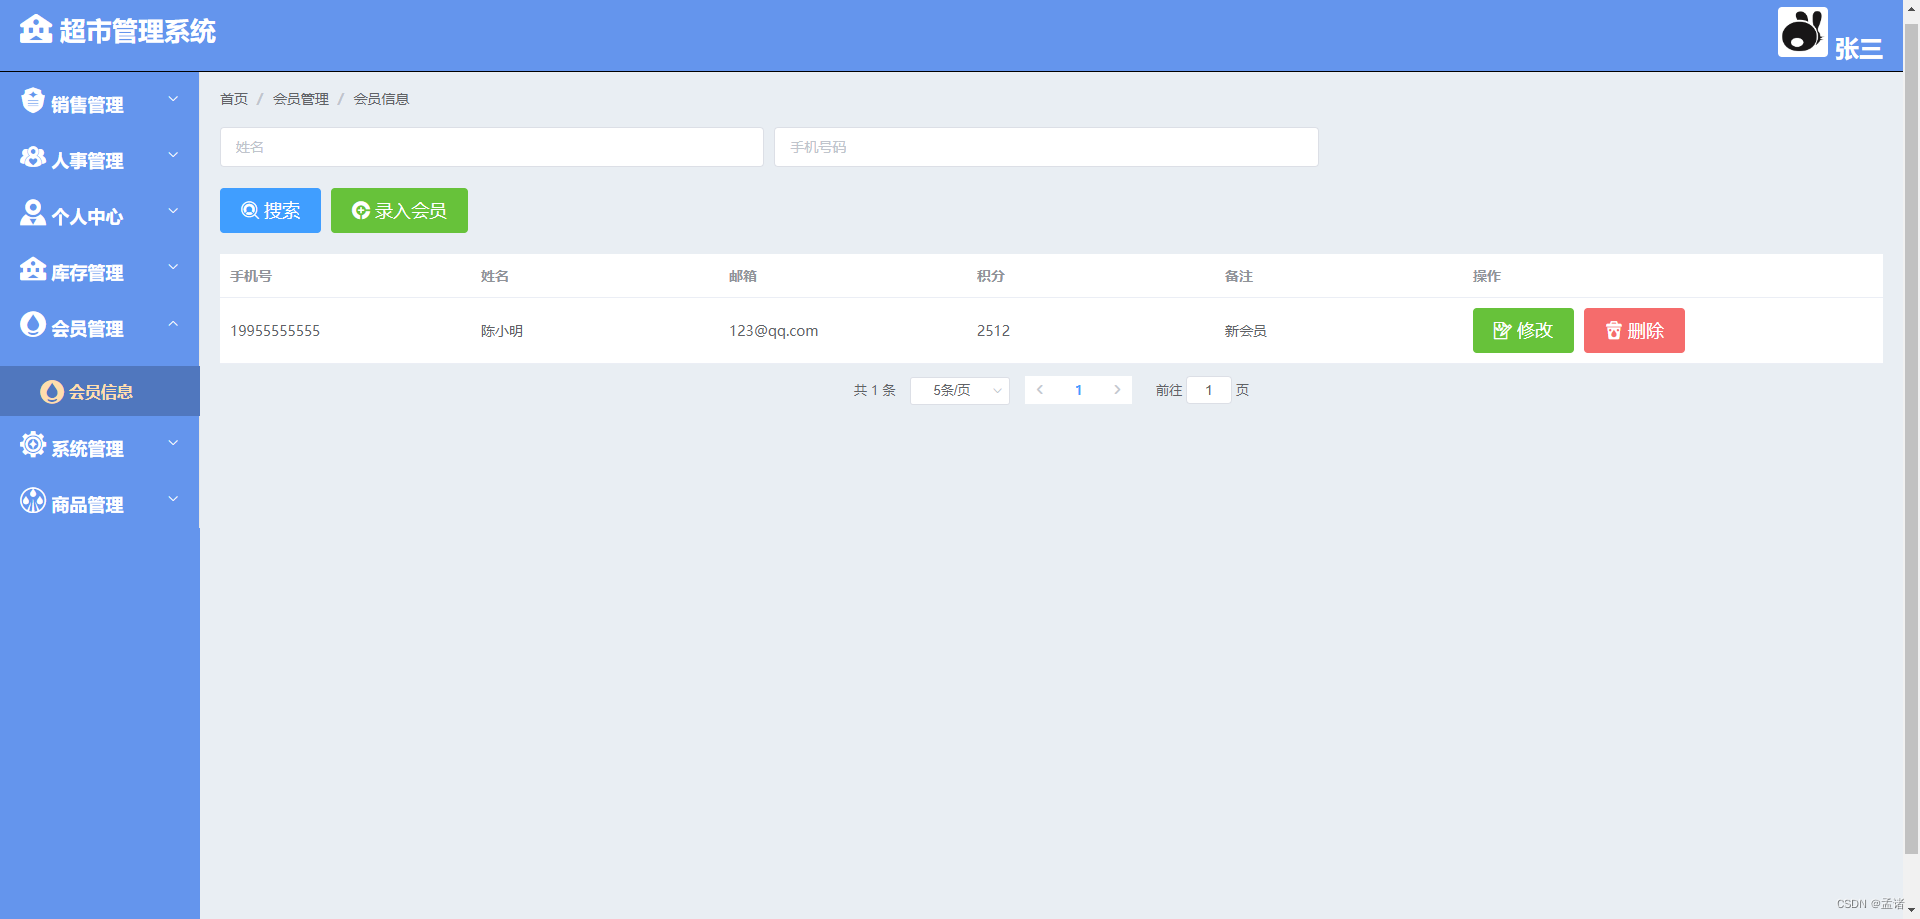 超市管理系统
张三
销售管理
人事管理
个人中心
库存管理
会员管理
会员信息
系统管理
商品管理
首页 / 会员管理 / 会员信息
姓名 手机号码
搜索 录入会员
手机号 姓名 邮箱 积分 备注 操作
19955555555 陈小明 123@qq.com 2512 新会员 修改 删除
共 1 条 5条/页 1 前往 1 页
CSDN @孟诸